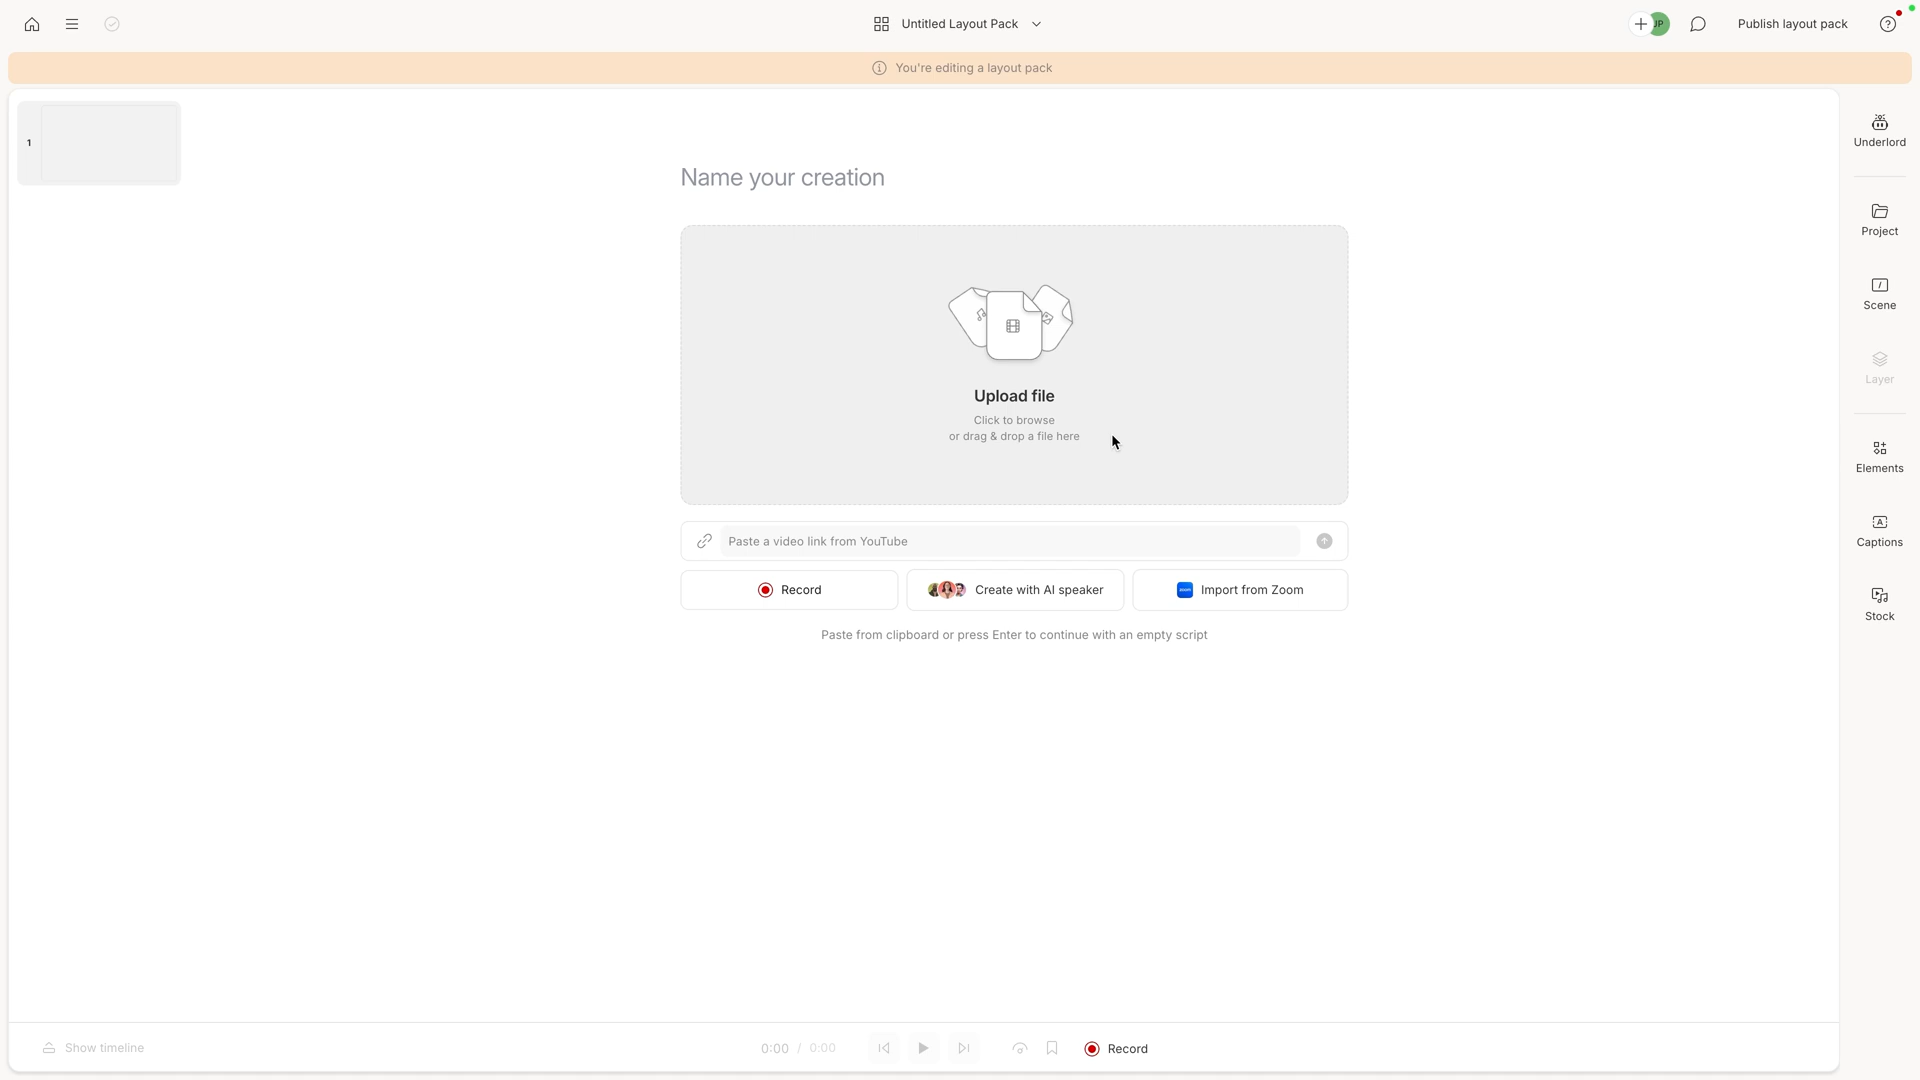 Untitled Layout Pack
JP
Publish layout pack
You're editing a layout pack
1
Name your creation
Upload file
Click to browse
or drag & drop a file here
Paste a video link from YouTube
Record
Create with AI speaker
zoom
Import from Zoom
Paste from clipboard or press Enter to continue with an empty script
Underlord
Project
Scene
Layer
Elements
Captions
Stock
Show timeline
0:00 / 0:00
Record